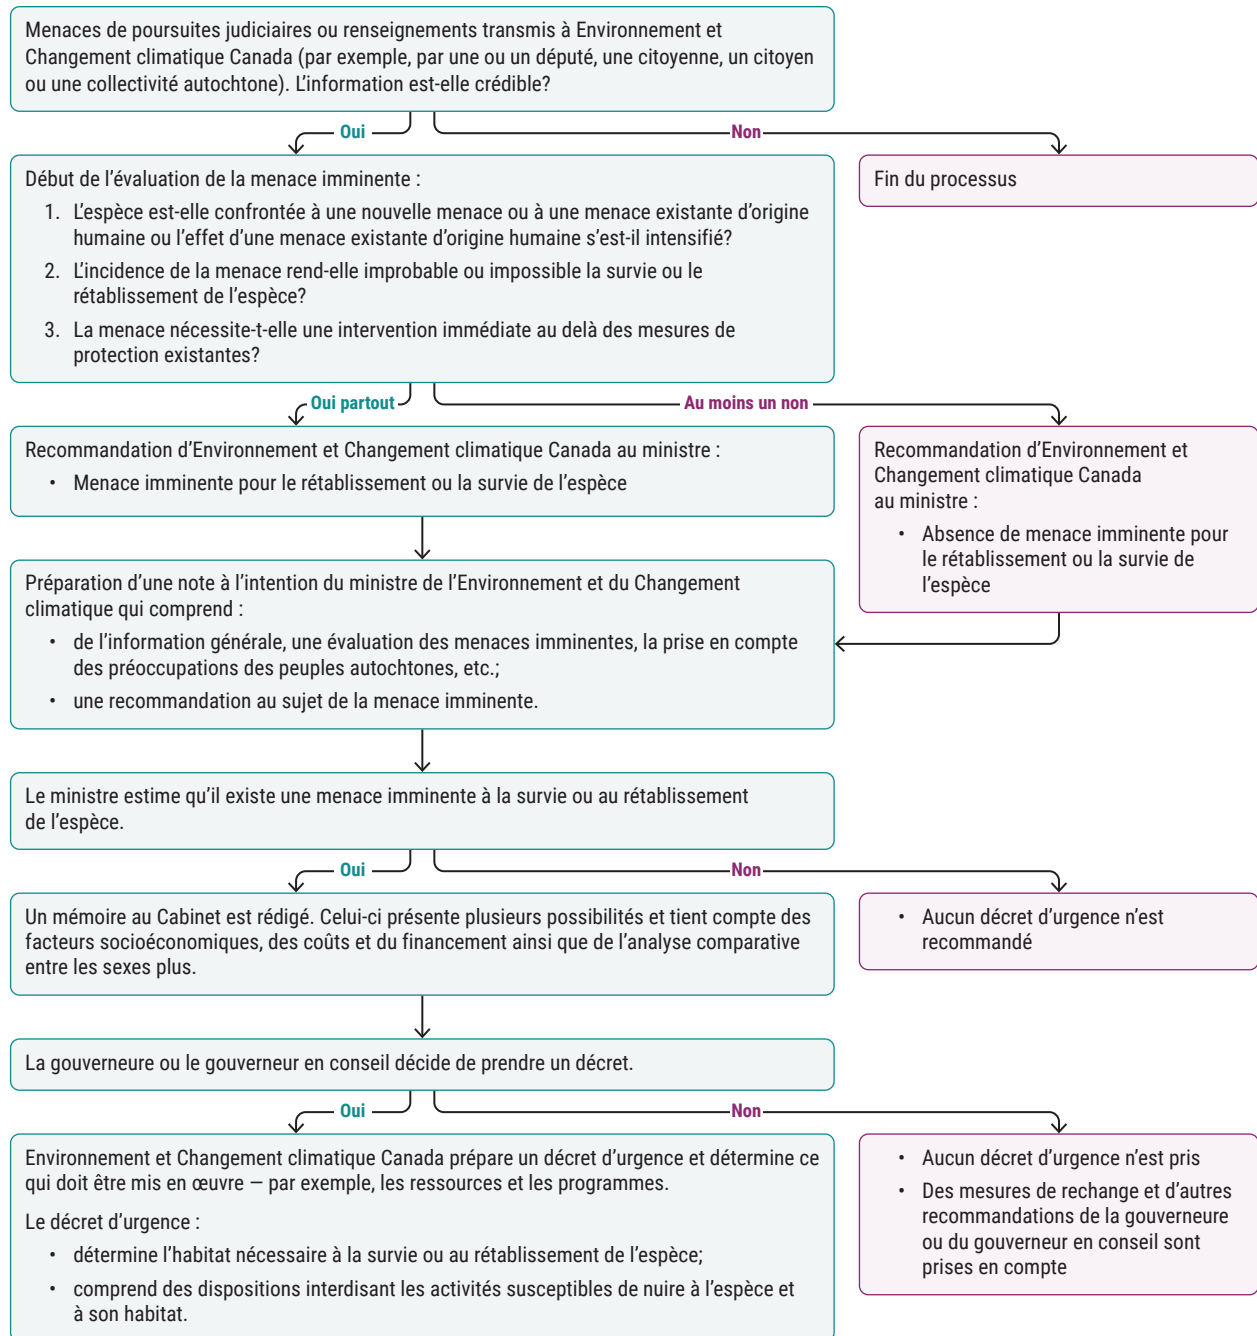 Menaces de poursuites judiciaires ou renseignements transmis à Environnement et
Changement climatique Canada (par exemple, par une ou un député, une citoyenne, un citoyen
ou une collectivité autochtone). L'information est-elle crédible?
Oui
Non
Début de l'évaluation de la menace imminente :
1. L'espèce est-elle confrontée à une nouvelle menace ou à une menace existante d'origine
humaine ou l'effet d'une menace existante d'origine humaine s'est-il intensifié?
2. L'incidence de la menace rend-elle improbable ou impossible la survie ou le
rétablissement de l'espèce?
3. La menace nécessite-t-elle une intervention immédiate au delà des mesures de
protection existantes?
Fin du processus
Oui partout
Au moins un non
Recommandation d'Environnement et Changement climatique Canada au ministre :
• Menace imminente pour le rétablissement ou la survie de l'espèce
Recommandation d'Environnement et
Changement climatique Canada
au ministre :
• Absence de menace imminente pour
le rétablissement ou la survie de
l'espèce
Préparation d'une note à l'intention du ministre de l'Environnement et du Changement
climatique qui comprend :
• de l'information générale, une évaluation des menaces imminentes, la prise en compte
des préoccupations des peuples autochtones, etc.;
• une recommandation au sujet de la menace imminente.
Le ministre estime qu'il existe une menace imminente à la survie ou au rétablissement
de l'espèce.
Oui
Non
Un mémoire au Cabinet est rédigé. Celui-ci présente plusieurs possibilités et tient compte des
facteurs socioéconomiques, des coûts et du financement ainsi que de l'analyse comparative
entre les sexes plus.
• Aucun décret d'urgence n'est
recommandé
La gouverneure ou le gouverneur en conseil décide de prendre un décret.
Oui
Non
Environnement et Changement climatique Canada prépare un décret d'urgence et détermine ce
qui doit être mis en œuvre — par exemple, les ressources et les programmes.
Le décret d'urgence :
• détermine l'habitat nécessaire à la survie ou au rétablissement de l'espèce;
• comprend des dispositions interdisant les activités susceptibles de nuire à l'espèce et
à son habitat.
• Aucun décret d'urgence n'est pris
• Des mesures de rechange et d'autres
recommandations de la gouverneure
ou du gouverneur en conseil sont
prises en compte